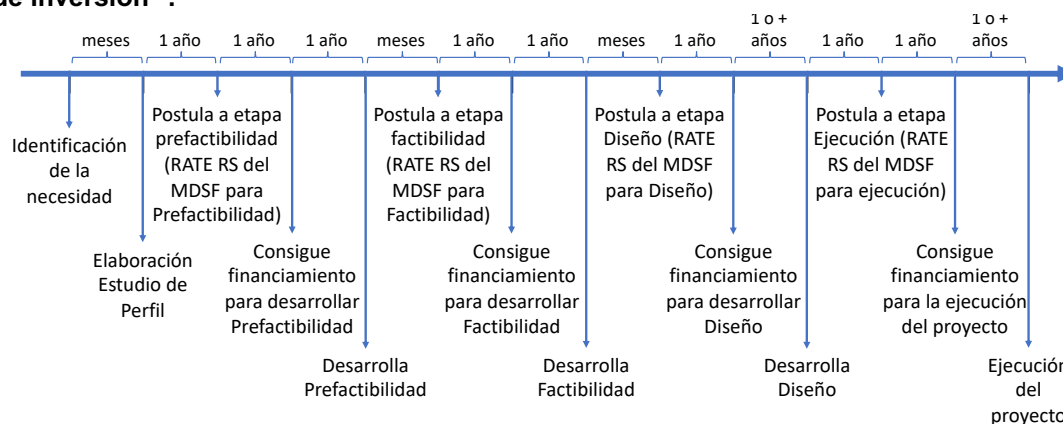 de inversión
meses
1 año
1 año
1 año
meses
1 año
1 año
meses
1 año
1 o +
años
1 año
1 año
1 o +
años
Identificación
de la
necesidad
Elaboración
Estudio de
Perfil
Postula a etapa
prefactibilidad
(RATE RS del
MDSF para
Prefactibilidad)
Consigue
financiamiento
para desarrollar
Prefactibilidad
Desarrolla
Prefactibilidad
Postula a etapa
factibilidad
(RATE RS del
MDSF para
Factibilidad)
Consigue
financiamiento
para desarrollar
Factibilidad
Desarrolla
Factibilidad
Postula a etapa
Diseño (RATE
RS del MDSF
para Diseño)
Consigue
financiamiento
para desarrollar
Diseño
Desarrolla
Diseño
Postula a etapa
Ejecución (RATE
RS del MDSF
para ejecución)
Consigue
financiamiento
para la ejecución
del proyecto
Ejecución
del
proyecto